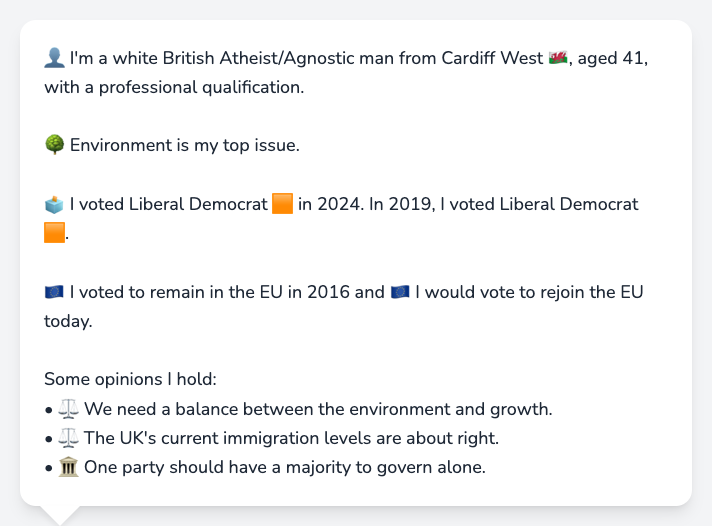 👤 I'm a white British Atheist/Agnostic man from Cardiff West 🏴󠁧󠁢󠁷󠁬󠁳󠁿, aged 41,
with a professional qualification.
🌳 Environment is my top issue.
🗳️ I voted Liberal Democrat 🟧 in 2024. In 2019, I voted Liberal Democrat
🟧.
🇪🇺 I voted to remain in the EU in 2016 and 🇪🇺 I would vote to rejoin the EU
today.
Some opinions I hold:
• ⚖️ We need a balance between the environment and growth.
• ⚖️ The UK's current immigration levels are about right.
• 🏛️ One party should have a majority to govern alone.